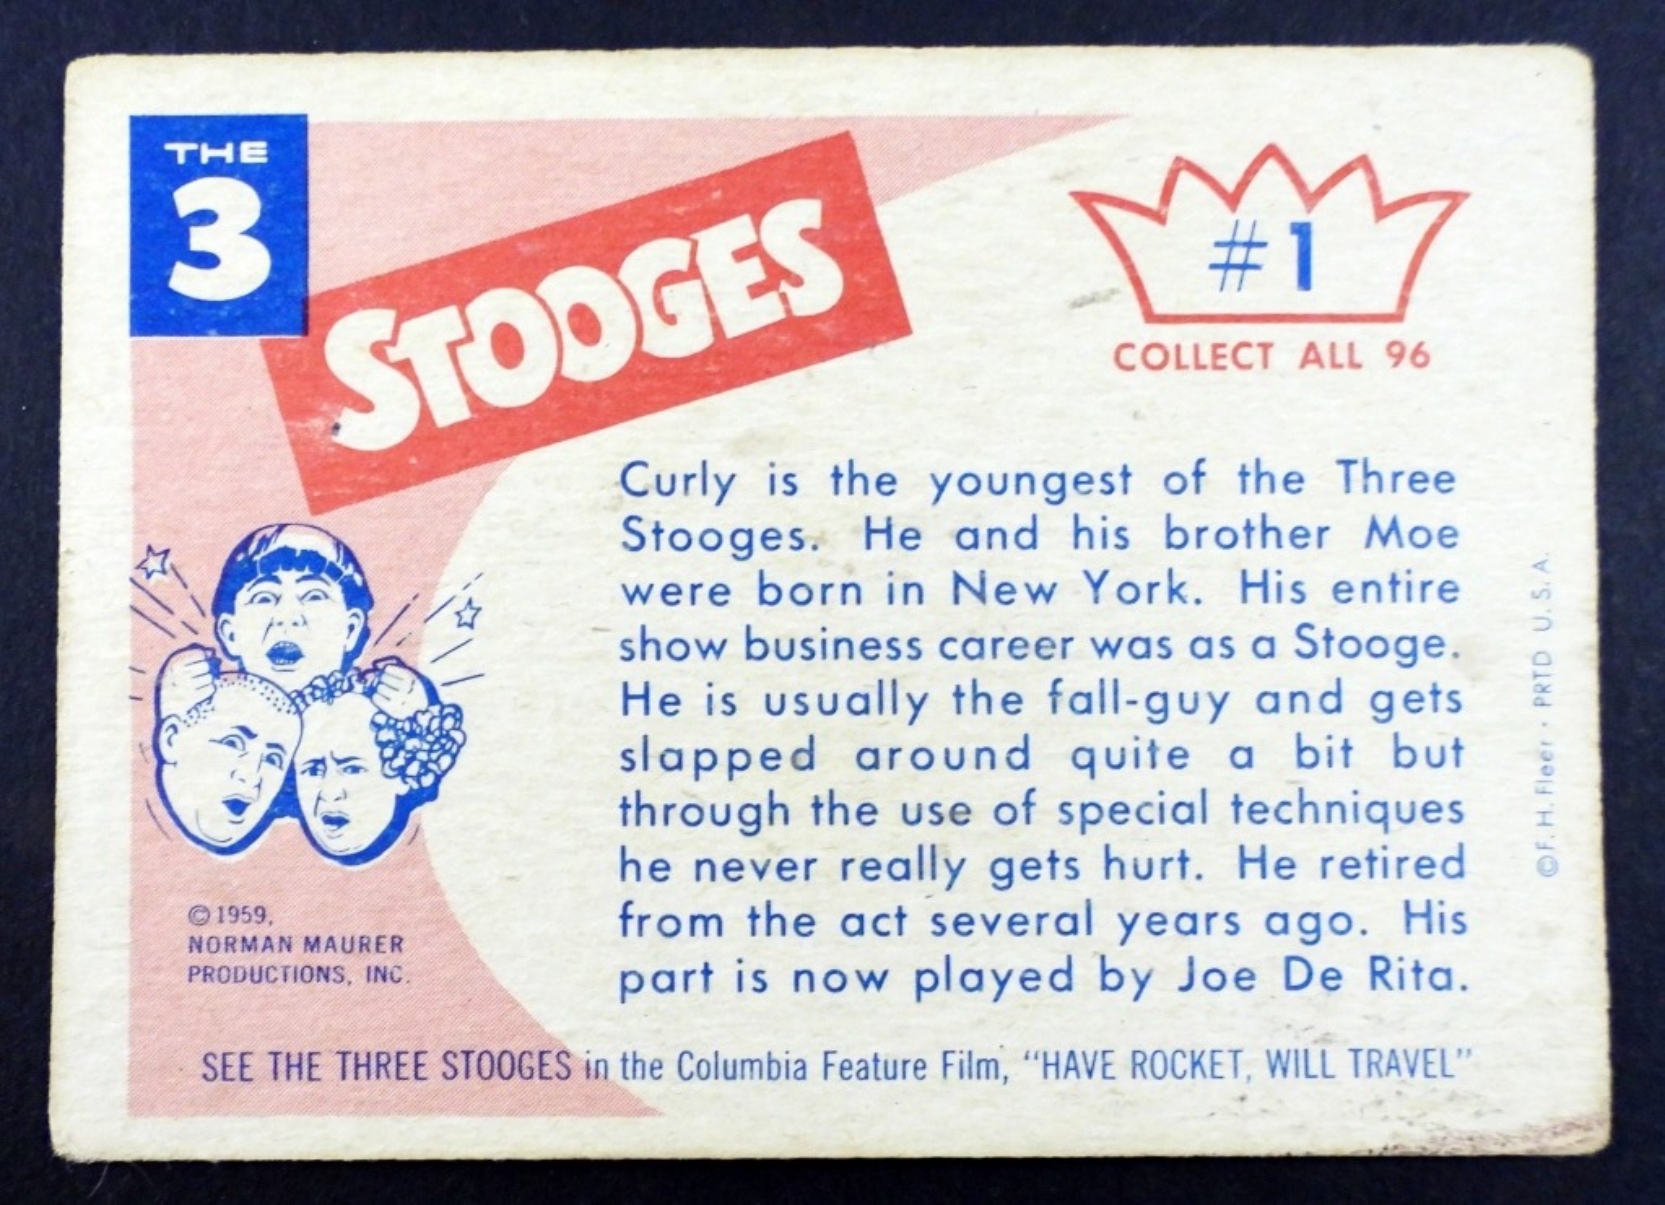 THE
3
STOOGES
#1
COLLECT ALL 96
Curly is the youngest of the Three
Stooges. He and his brother Moe
were born in New York. His entire
show business career was as a Stooge.
He is usually the fall-guy and gets
slapped around quite a bit but
through the use of special techniques
he never really gets hurt. He retired
from the act several years ago. His
part is now played by Joe De Rita.
© 1959,
NORMAN MAURER
PRODUCTIONS, INC.
SEE THE THREE STOOGES in the Columbia Feature Film, "HAVE ROCKET, WILL TRAVEL"
© F. H. Fleer • PRTD U. S. A.